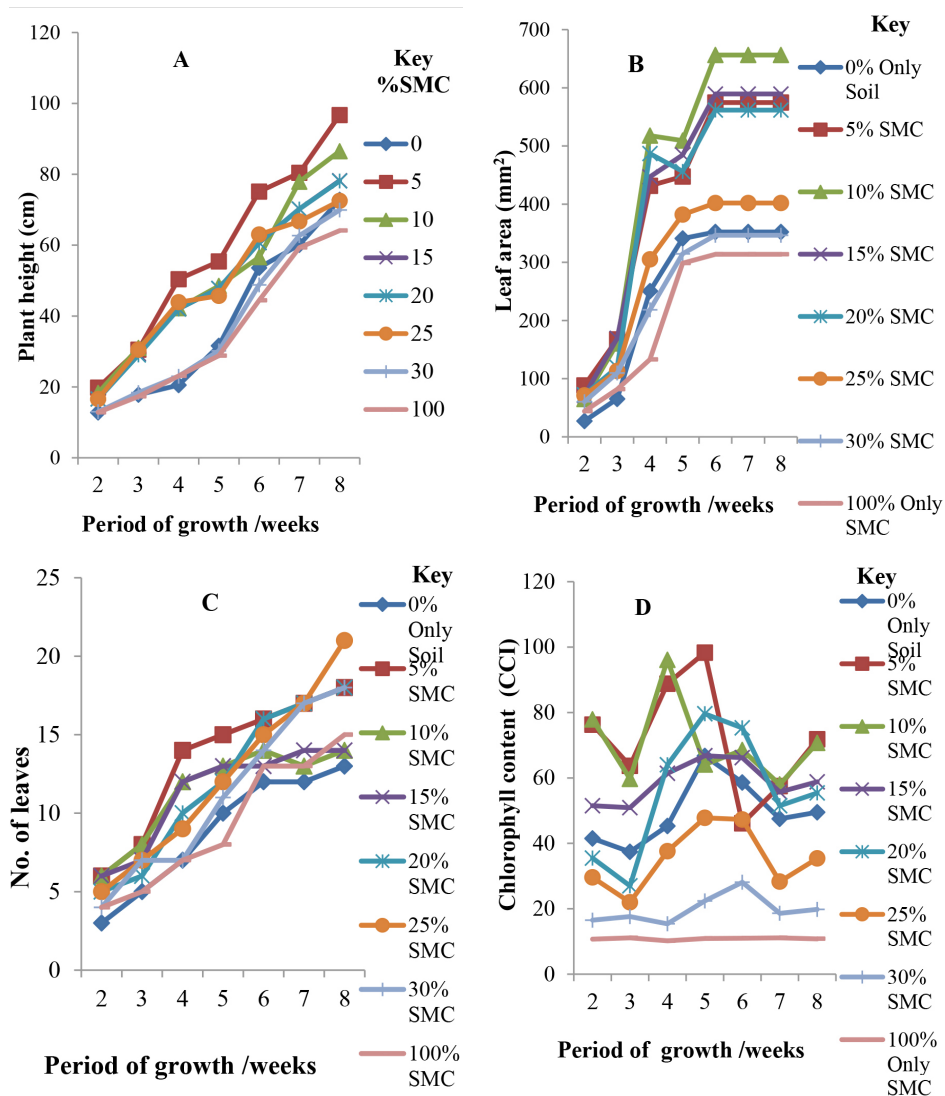 A
Key
%SMC
120
100
80
60
40
20
0
Plant height (cm)
2 3 4 5 6 7 8
Period of growth /weeks
0
5
10
15
20
25
30
100
B
Key
700
600
500
400
300
200
100
0
Leaf area (mm²)
2 3 4 5 6 7 8
Period of growth /weeks
0% Only
Soil
5% SMC
10% SMC
15% SMC
20% SMC
25% SMC
30% SMC
100% Only
SMC
C
Key
25
20
15
10
5
0
No. of leaves
2 3 4 5 6 7 8
Period of growth /weeks
0%
Only
Soil
5%
SMC
10%
SMC
15%
SMC
20%
SMC
25%
SMC
30%
SMC
100%
SMC
D
Key
120
100
80
60
40
20
0
Chlorophyll content (CCI)
2 3 4 5 6 7 8
Period of growth /weeks
0%
Only
Soil
5%
SMC
10%
SMC
15%
SMC
20%
SMC
25%
SMC
30%
SMC
100%
Only
SMC